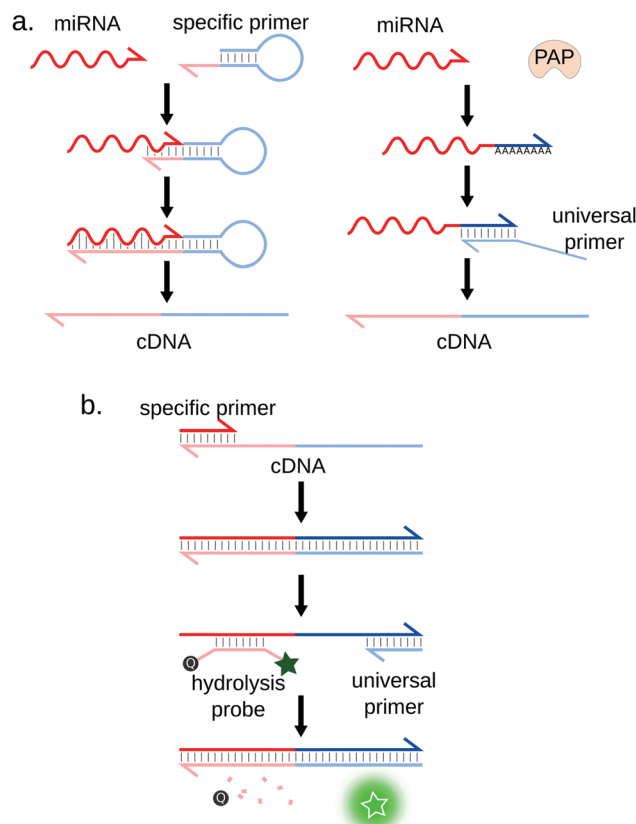 a.
miRNA
specific primer
cDNA
miRNA
PAP
AAAAAAAA
universal
primer
cDNA
b.
specific primer
cDNA
Q
hydrolysis
probe
universal
primer
Q